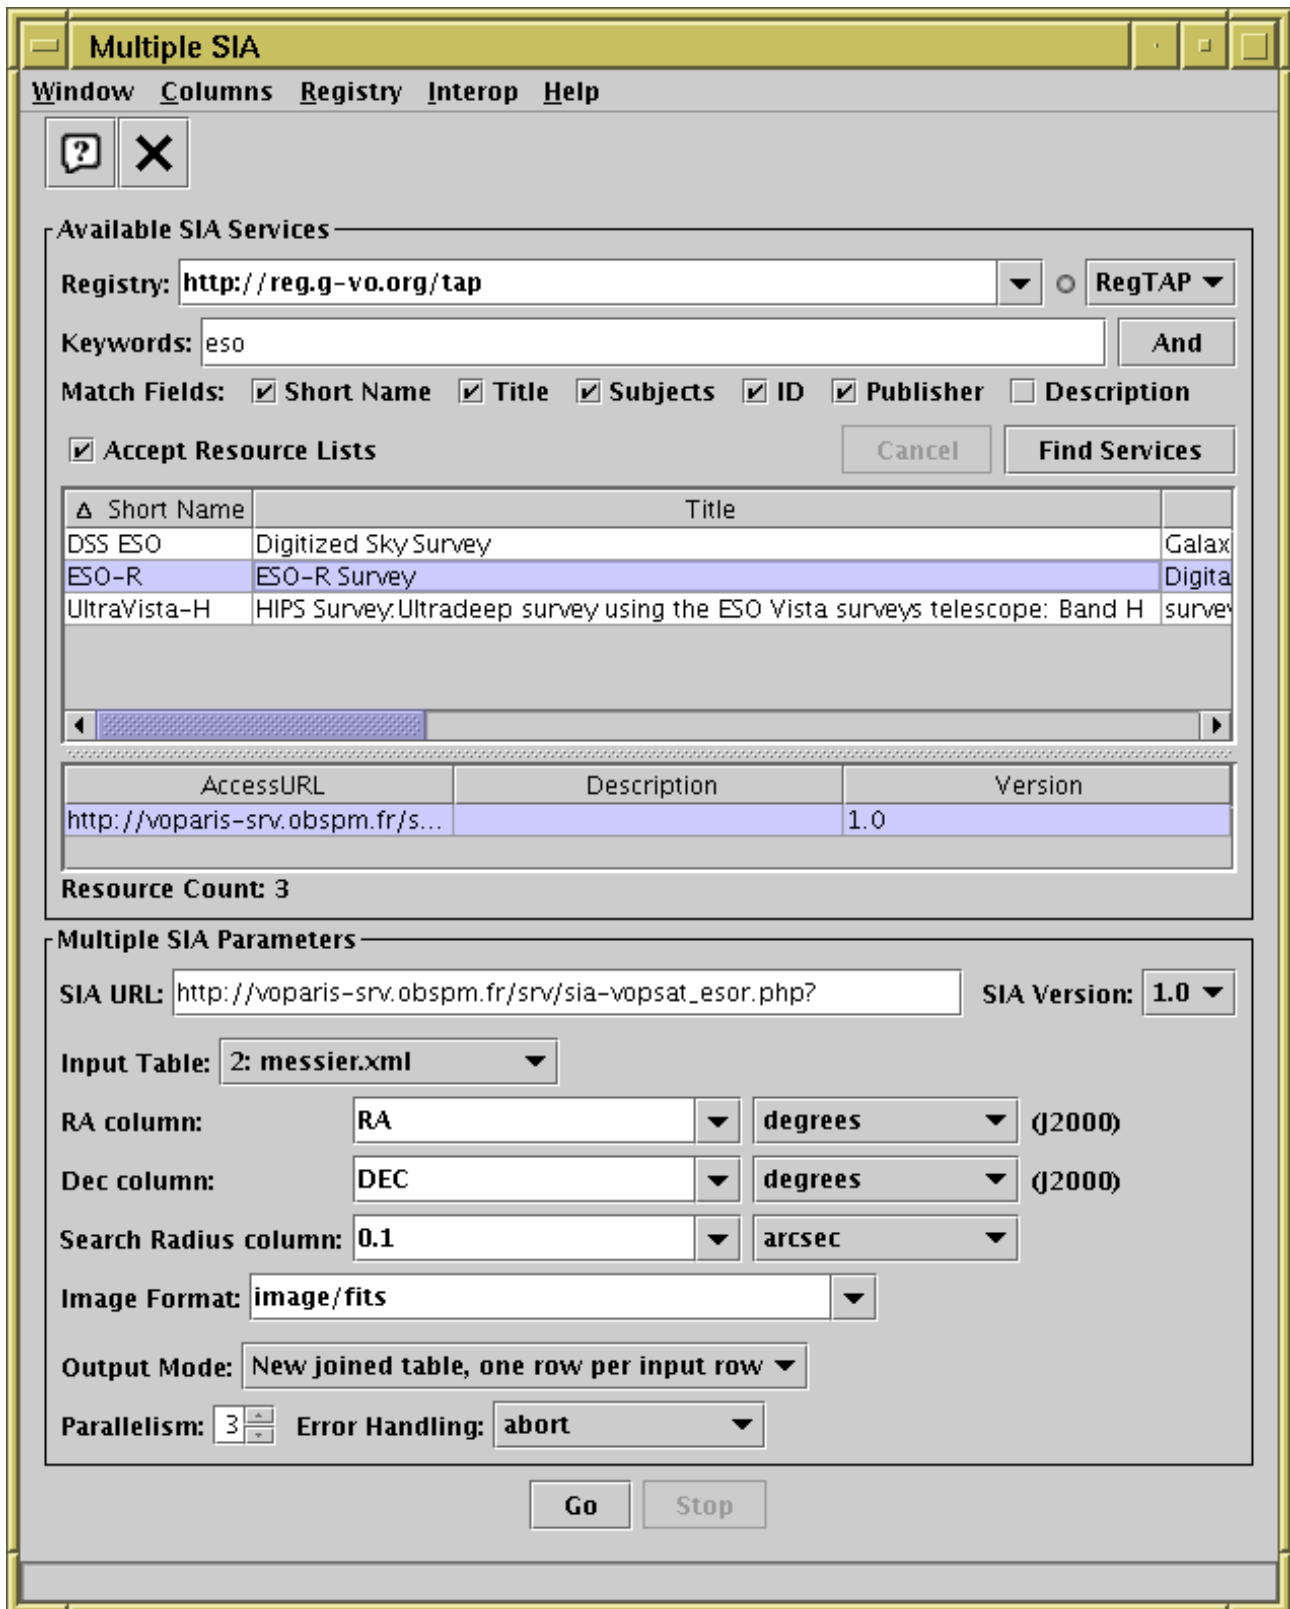 Multiple SIA
Window Columns Registry Interop Help
Available SIA Services
Registry: http://reg.g-vo.org/tap RegTAP
Keywords: eso And
Match Fields: Short Name Title Subjects ID Publisher Description
Accept Resource Lists Cancel Find Services
Short Name Title
DSS ESO Digitized Sky Survey Galax
ESO-R ESO-R Survey Digita
UltraVista-H HIPS Survey:Ultradeep survey using the ESO Vista surveys telescope: Band H survey
AccessURL Description Version
http://voparis-srv.obspm.fr/s... 1.0
Resource Count: 3
Multiple SIA Parameters
SIA URL: http://voparis-srv.obspm.fr/srv/sia-vopsat_esor.php? SIA Version: 1.0
Input Table: 2: messier.xml
RA column: RA degrees (J2000)
Dec column: DEC degrees (J2000)
Search Radius column: 0.1 arcsec
Image Format: image/fits
Output Mode: New joined table, one row per input row
Parallelism: 3 Error Handling: abort
Go Stop